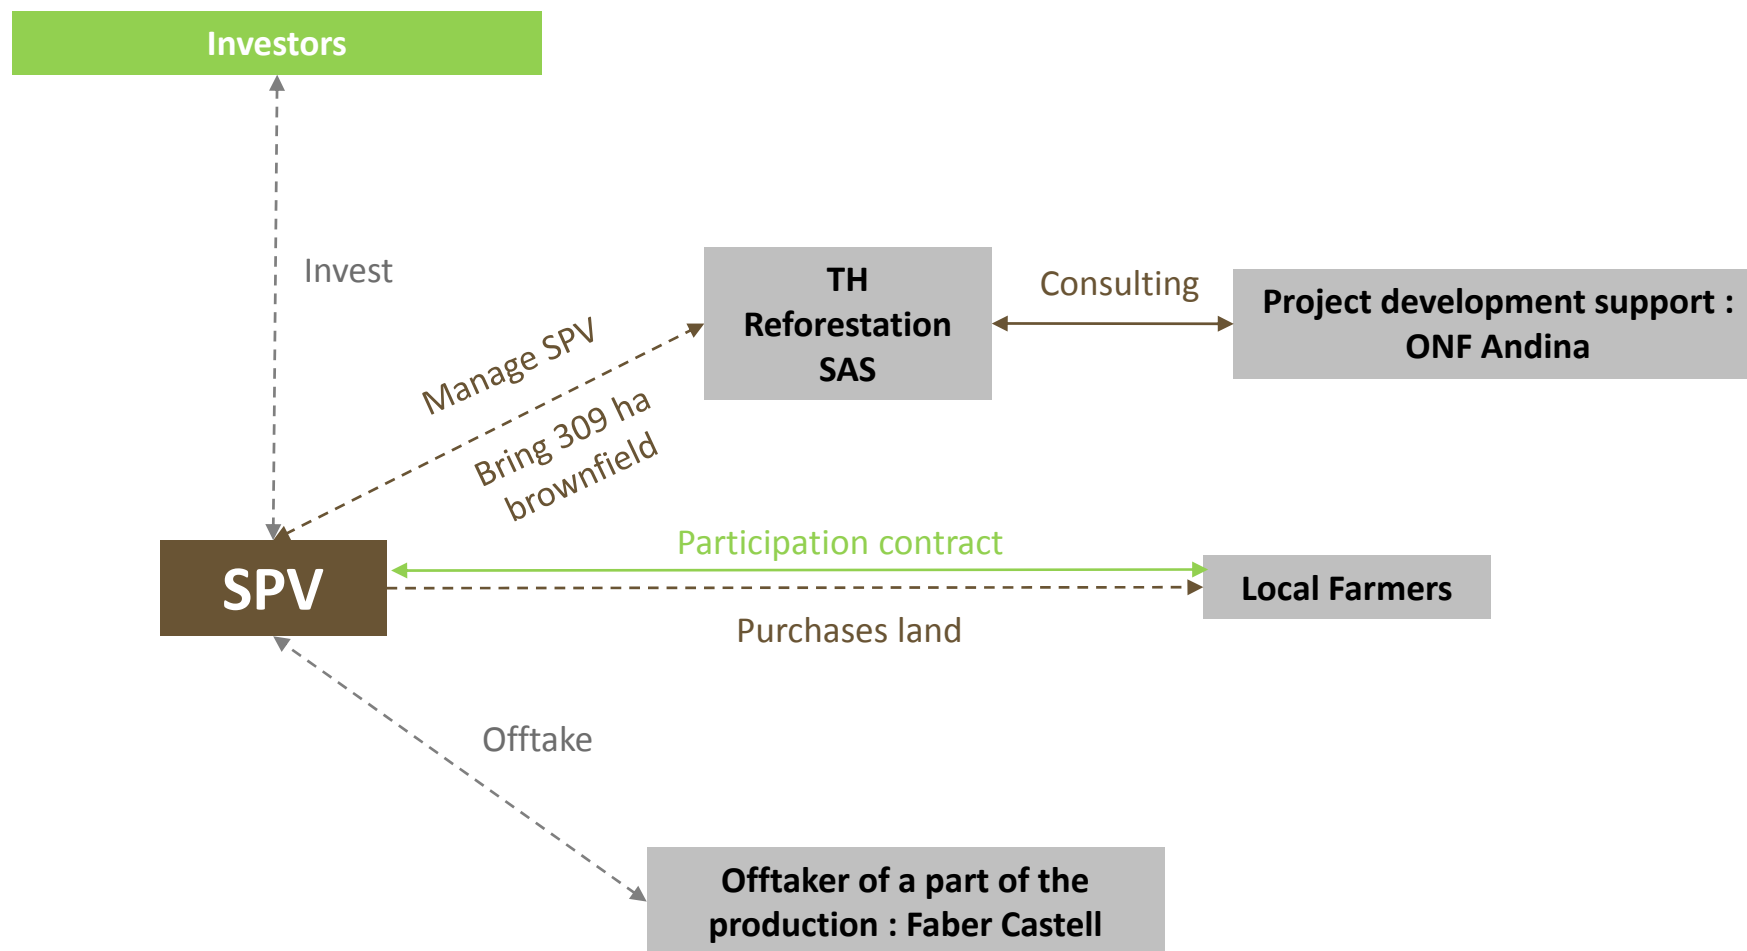 Investors
Invest
TH
Reforestation
SAS
Consulting
Project development support :
ONF Andina
Manage SPV
Bring 309 ha
brownfield
Participation contract
SPV
Local Farmers
Purchases land
Offtake
Offtaker of a part of the
production : Faber Castell